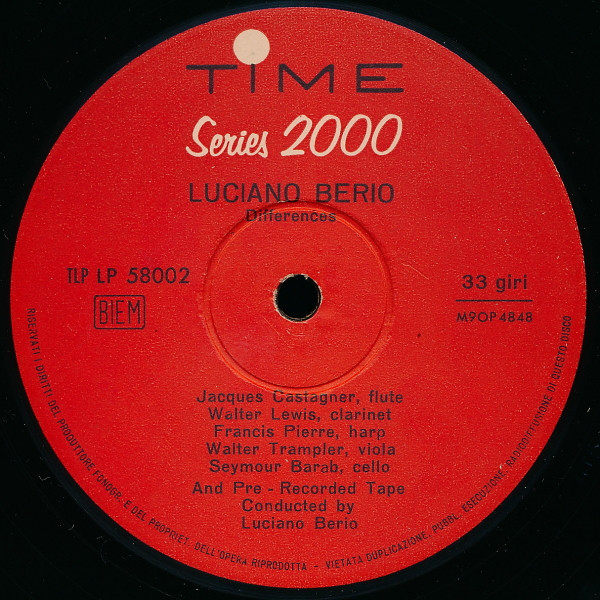 TiME
Series 2000
LUCIANO BERIO
Differences
TLP LP 58002
BIEM
33 giri
M9OP4848
Jacques Castagner, flute
Walter Lewis, clarinet
Francis Pierre, harp
Walter Trampler, viola
Seymour Barab, cello
And Pre - Recorded Tape
Conducted by
Luciano Berio
RISERVATI I DIRITTI DEL PRODUTTORE FONOGR. E DEL PROPRIET. DELL'OPERA RIPRODOTTA - VIETATA DUPLICAZIONE, PUBBL. ESECUZIONE, RADIODIFFUSIONE DI QUESTO DISCO